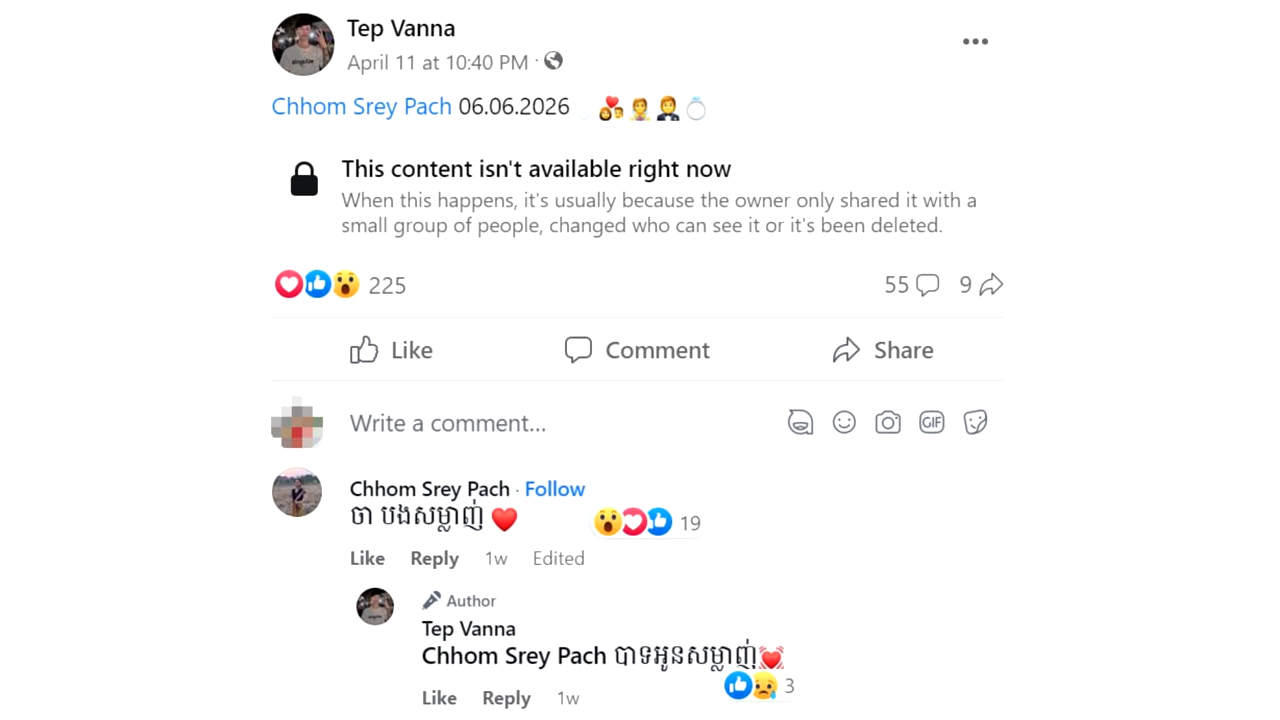 Tep Vanna
April 11 at 10:40 PM ·
Chhom Srey Pach 06.06.2026
This content isn't available right now
When this happens, it's usually because the owner only shared it with a
small group of people, changed who can see it or it's been deleted.
225
55 9
Like Comment Share
Write a comment...
GIF
Chhom Srey Pach · Follow
ចា៎ បងសម្លាញ់
19
Like Reply 1w Edited
Author
Tep Vanna
Chhom Srey Pach បាទអូនសម្លាញ់
3
Like Reply 1w